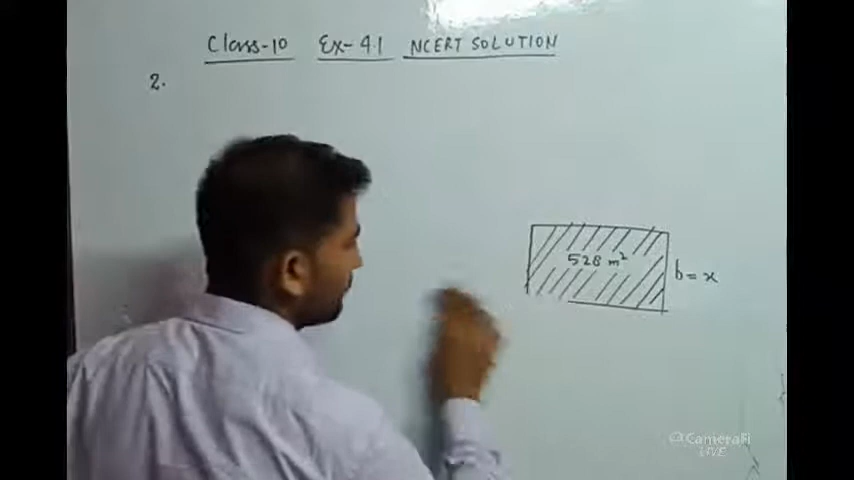 Class-10 Ex-4.1 NCERT SOLUTION
2.
528 m²
b = x
@CameraFi
LIVE